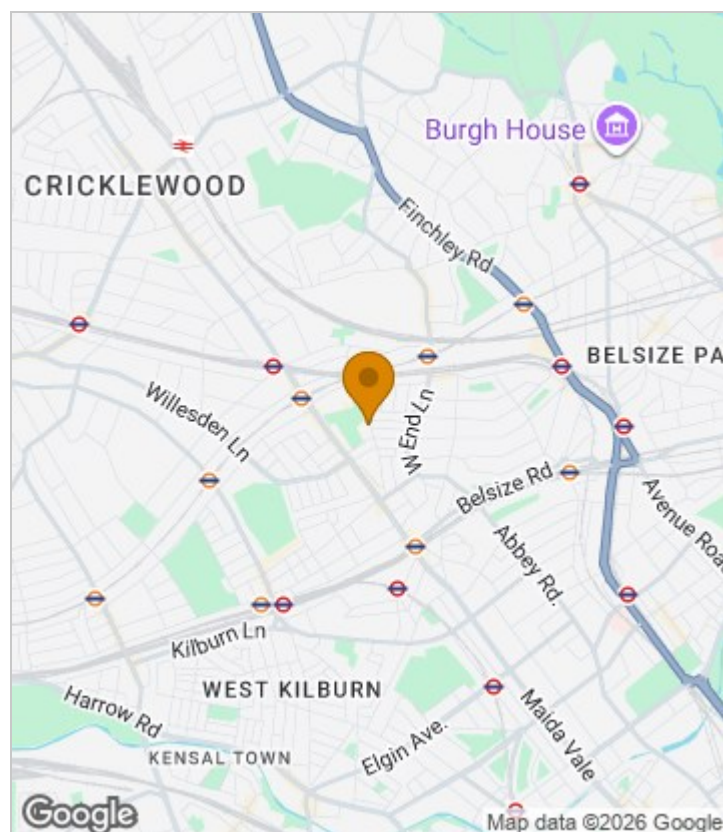 Burgh House
CRICKLEWOOD
Finchley Rd
BELSIZE PA
Willesden Ln
W End Ln
Belsize Rd
Avenue Road
Abbey Rd.
Kilburn Ln
WEST KILBURN
Harrow Rd
Maida Vale
Elgin Ave.
KENSAL TOWN
Google
Map data ©2026 Google